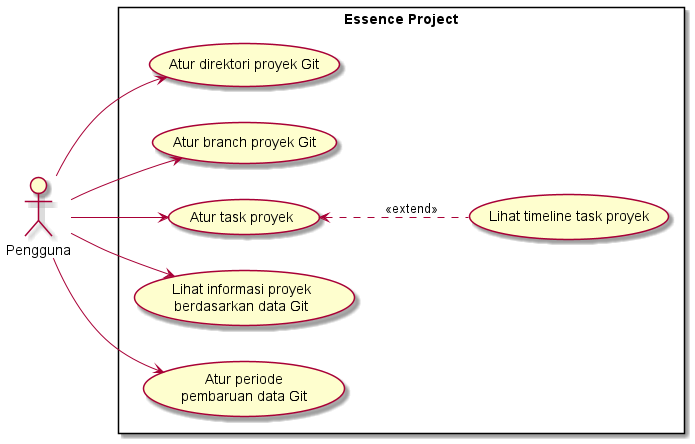 Essence Project
Atur direktori proyek Git
Atur branch proyek Git
Atur task proyek
«extend»
Lihat timeline task proyek
Pengguna
Lihat informasi proyek
berdasarkan data Git
Atur periode
pembaruan data Git